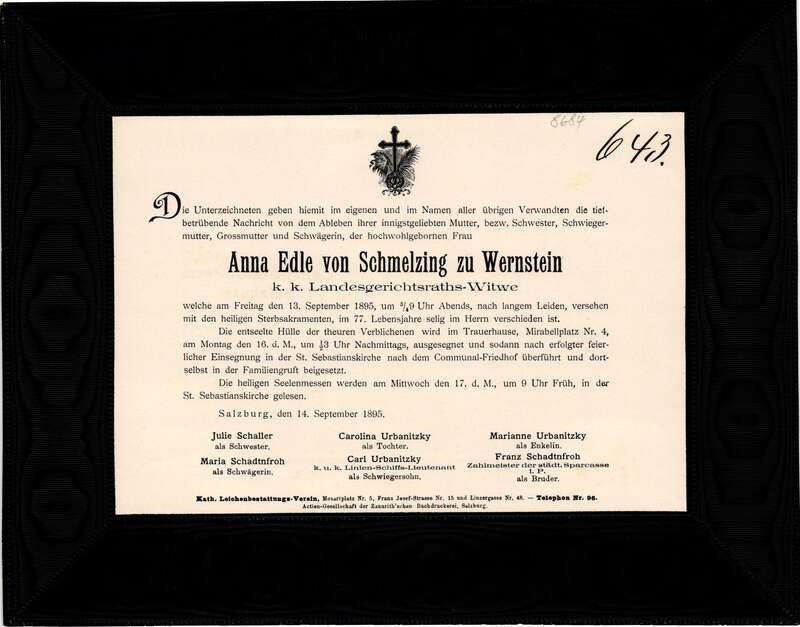 8684
643.
Die Unterzeichneten geben hiemit im eigenen und im Namen aller übrigen Verwandten die tief-
betrübende Nachricht von dem Ableben ihrer innigstgeliebten Mutter, bezw. Schwester, Schwieger-
mutter, Grossmutter und Schwägerin, der hochwohlgebornen Frau
Anna Edle von Schmelzing zu Wernstein
k. k. Landesgerichtsraths-Witwe
welche am Freitag den 13. September 1895, um ¾9 Uhr Abends, nach langem Leiden, versehen
mit den heiligen Sterbsakramenten, im 77. Lebensjahre selig im Herrn verschieden ist.
Die entseelte Hülle der theuren Verblichenen wird im Trauerhause, Mirabellplatz Nr. 4,
am Montag den 16. d. M., um ½3 Uhr Nachmittags, ausgesegnet und sodann nach erfolgter feier-
licher Einsegnung in der St. Sebastianskirche nach dem Communal-Friedhof überführt und dort-
selbst in der Familiengruft beigesetzt.
Die heiligen Seelenmessen werden am Mittwoch den 17. d. M., um 9 Uhr Früh, in der
St. Sebastianskirche gelesen.
Salzburg, den 14. September 1895.
Julie Schaller
als Schwester.
Carolina Urbanitzky
als Tochter.
Marianne Urbanitzky
als Enkelin.
Maria Schadtnfroh
als Schwägerin.
Carl Urbanitzky
k. u. k. Linien-Schiffs-Lieutenant
als Schwiegersohn.
Franz Schadtnfroh
Zahlmeister der städt. Sparcasse
i. P.
als Bruder.
Kath. Leichenbestattungs-Verein, Mozartplatz Nr. 5, Franz Josef-Strasse Nr. 15 und Linzergasse Nr. 48. — Telephon Nr. 96.
Actien-Gesellschaft der Zaunrith'schen Buchdruckerei, Salzburg.